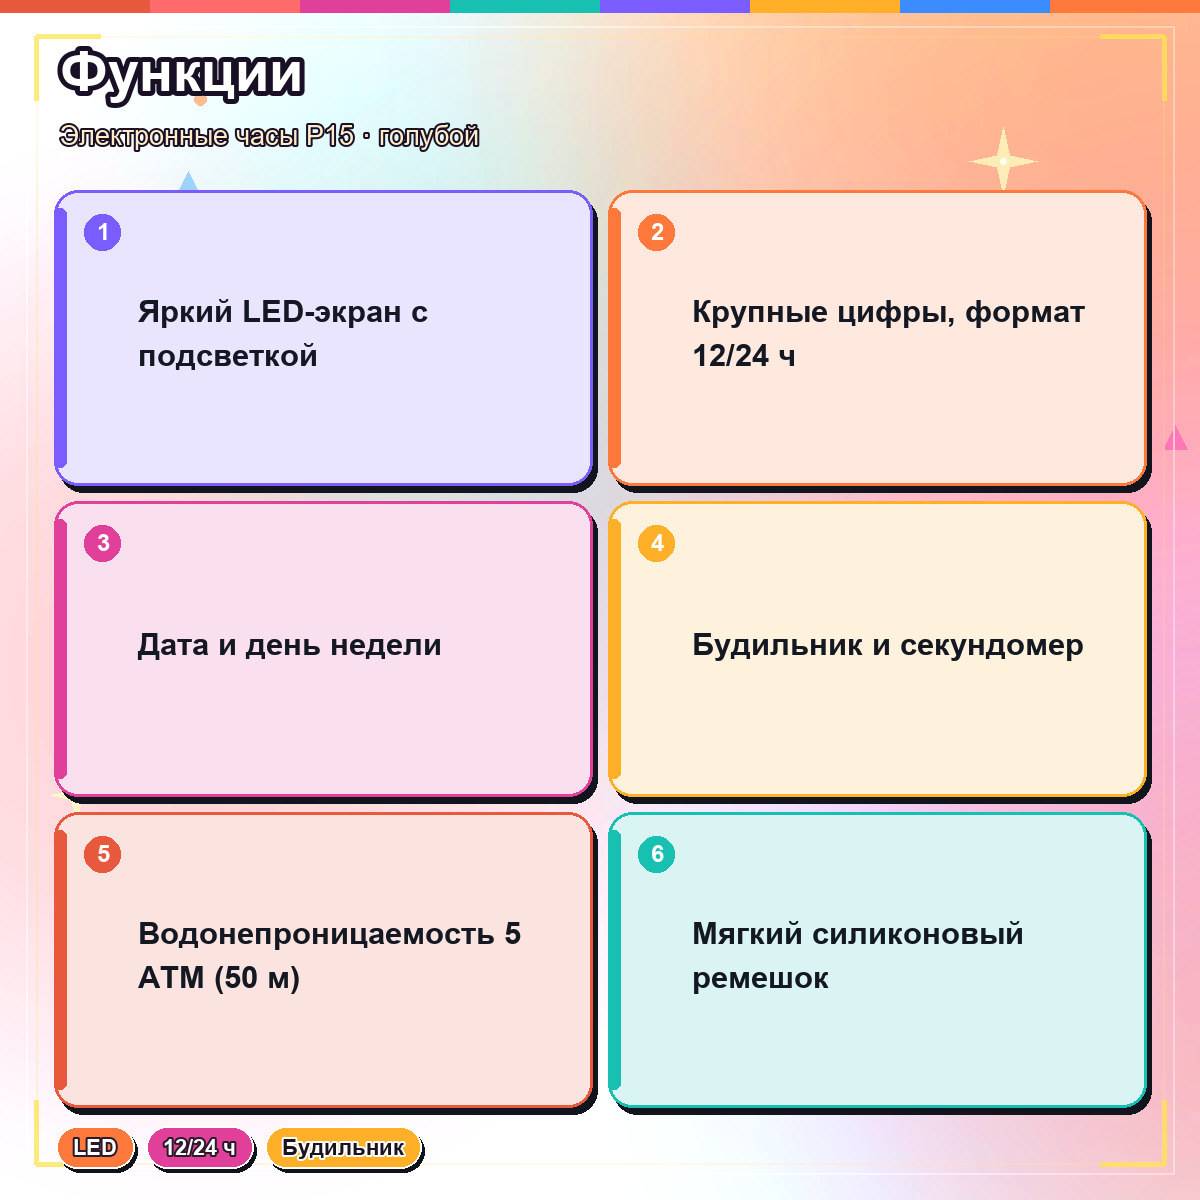 Функции
Электронные часы P15 · голубой
1
Яркий LED-экран с
подсветкой
2
Крупные цифры, формат
12/24 ч
3
Дата и день недели
4
Будильник и секундомер
5
Водонепроницаемость 5
ATM (50 м)
6
Мягкий силиконовый
ремешок
LED
12/24 ч
Будильник